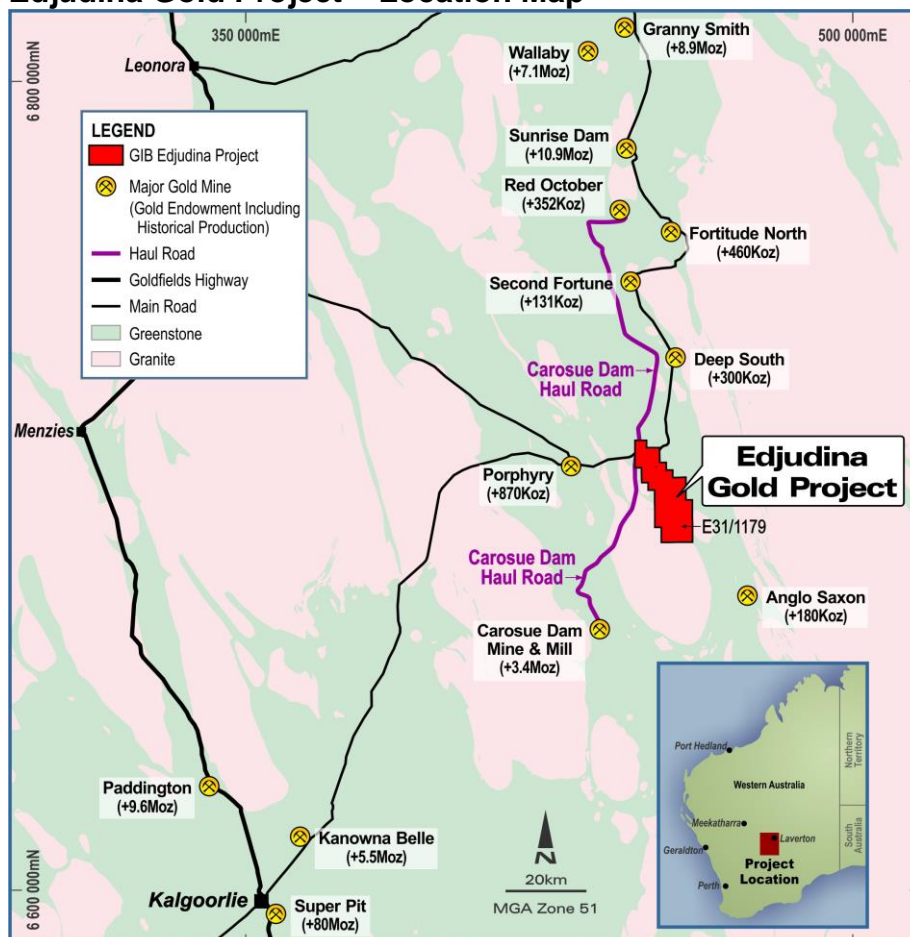 Edjudina Gold Project – Location Map
350 000mE
500 000mE
6 800 000mN
Leonora
Granny Smith
(+8.9Moz)
Wallaby
(+7.1Moz)
LEGEND
GIB Edjudina Project
Major Gold Mine
(Gold Endowment Including
Historical Production)
Haul Road
Goldfields Highway
Main Road
Greenstone
Granite
Sunrise Dam
(+10.9Moz)
Red October
(+352Koz)
Fortitude North
(+460Koz)
Second Fortune
(+131Koz)
Carosue Dam
Haul Road
Deep South
(+300Koz)
Menzies
Porphyry
(+870Koz)
Edjudina
Gold Project
E31/1179
Carosue Dam
Haul Road
Anglo Saxon
(+180Koz)
Carosue Dam
Mine & Mill
(+3.4Moz)
Paddington
(+9.6Moz)
Kanowna Belle
(+5.5Moz)
Kalgoorlie
Super Pit
(+80Moz)
6 600 000mN
N
20km
MGA Zone 51
Port Hedland
Northern
Territory
Western Australia
Meekatharra
Laverton
South
Australia
Geraldton
Project
Location
Perth